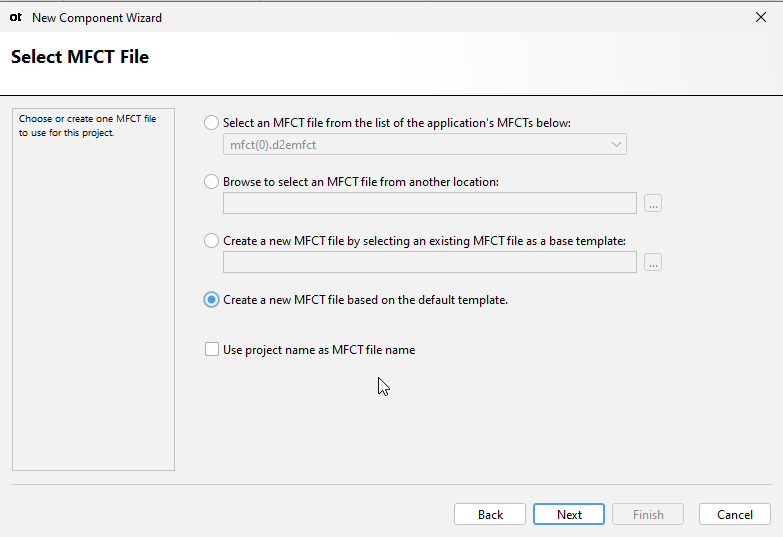 ot New Component Wizard
Select MFCT File
Choose or create one MFCT file
to use for this project.
Select an MFCT file from the list of the application's MFCTs below:
mfct(0).d2emfct
Browse to select an MFCT file from another location:
...
Create a new MFCT file by selecting an existing MFCT file as a base template:
...
Create a new MFCT file based on the default template.
Use project name as MFCT file name
Back Next Finish Cancel